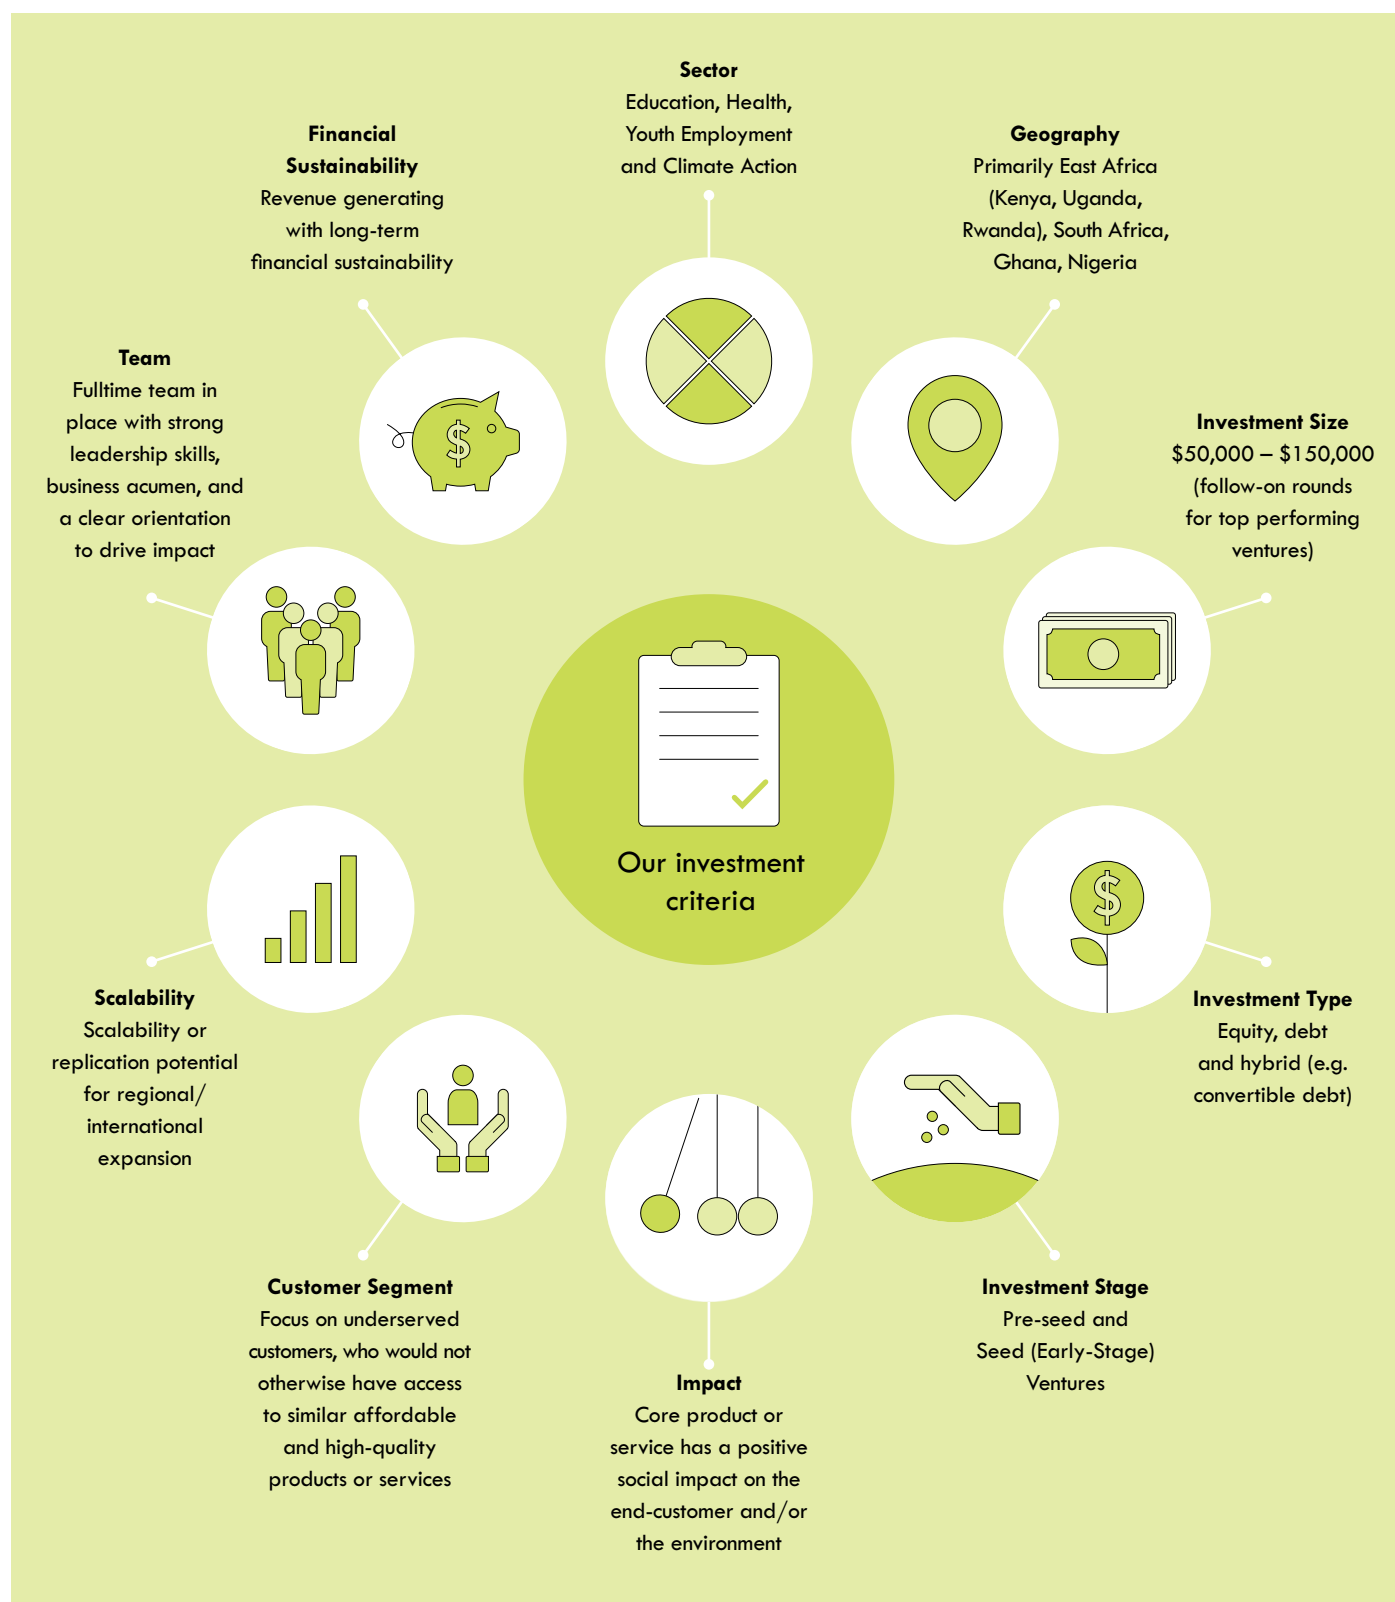 Sector
Education, Health,
Youth Employment
and Climate Action
Geography
Primarily East Africa
(Kenya, Uganda,
Rwanda), South Africa,
Ghana, Nigeria
Investment Size
$50,000 – $150,000
(follow-on rounds
for top performing
ventures)
Investment Type
Equity, debt
and hybrid (e.g.
convertible debt)
Investment Stage
Pre-seed and
Seed (Early-Stage)
Ventures
Impact
Core product or
service has a positive
social impact on the
end-customer and/or
the environment
Customer Segment
Focus on underserved
customers, who would not
otherwise have access
to similar affordable
and high-quality
products or services
Scalability
Scalability or
replication potential
for regional/
international
expansion
Team
Fulltime team in
place with strong
leadership skills,
business acumen, and
a clear orientation
to drive impact
Financial
Sustainability
Revenue generating
with long-term
financial sustainability
$
$
Our investment
criteria